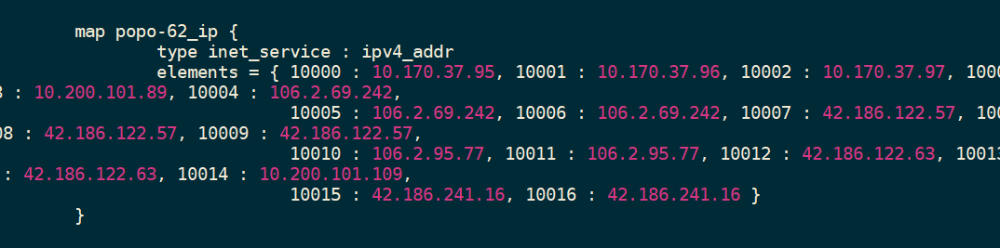 map popo-62_ip {
type inet_service : ipv4_addr
elements = { 10000 : 10.170.37.95, 10001 : 10.170.37.96, 10002 : 10.170.37.97, 1000
3 : 10.200.101.89, 10004 : 106.2.69.242,
10005 : 106.2.69.242, 10006 : 106.2.69.242, 10007 : 42.186.122.57, 100
08 : 42.186.122.57, 10009 : 42.186.122.57,
10010 : 106.2.95.77, 10011 : 106.2.95.77, 10012 : 42.186.122.63, 10013
: 42.186.122.63, 10014 : 10.200.101.109,
10015 : 42.186.241.16, 10016 : 42.186.241.16 }
}